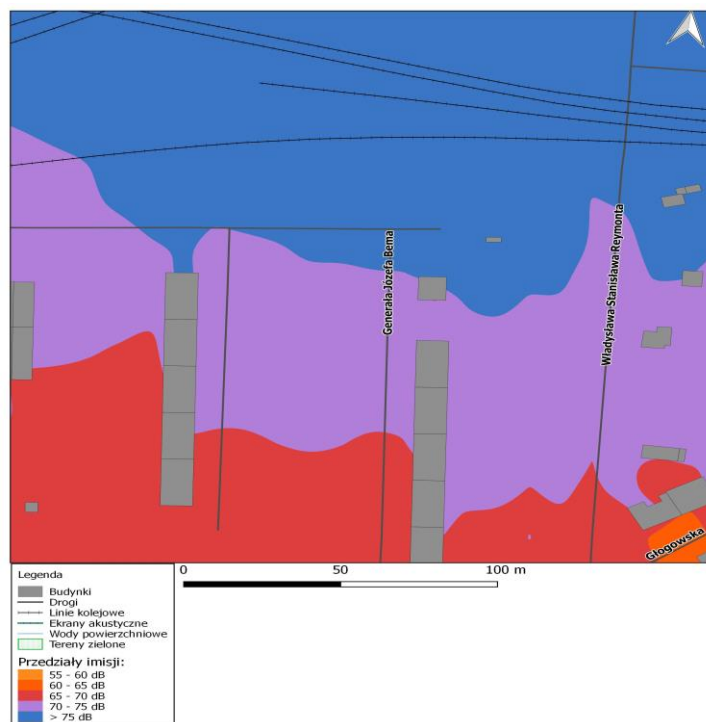 Generała Józefa Bema
Władysława Stanisława Reymonta
Głogowska
0 50 100 m
Legenda
Budynki
Drogi
Linie kolejowe
Ekrany akustyczne
Wody powierzchniowe
Tereny zielone
Przedziały imisji:
55 - 60 dB
60 - 65 dB
65 - 70 dB
70 - 75 dB
> 75 dB